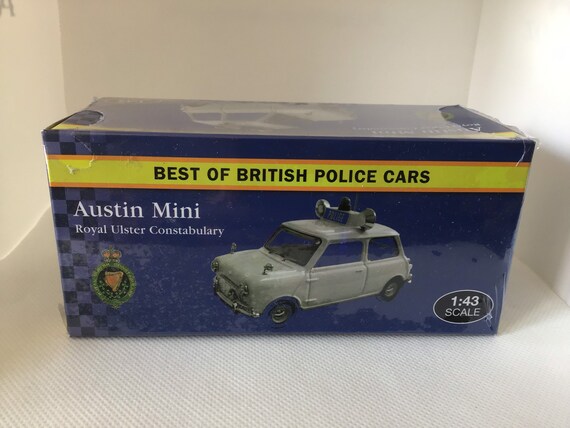 BEST OF BRITISH POLICE CARS
Austin Mini
Royal Ulster Constabulary
1:43
SCALE